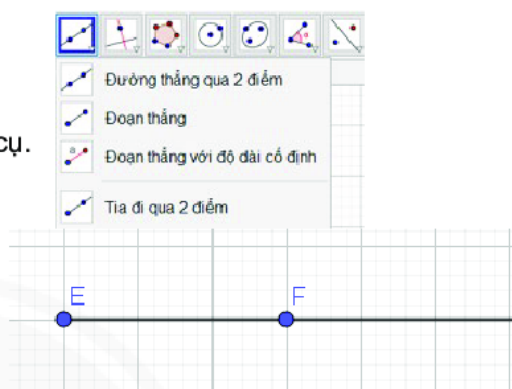 Đường thẳng qua 2 điểm
Đoạn thẳng
cụ.
Đoạn thẳng với độ dài cố định
Tia đi qua 2 điểm
E F